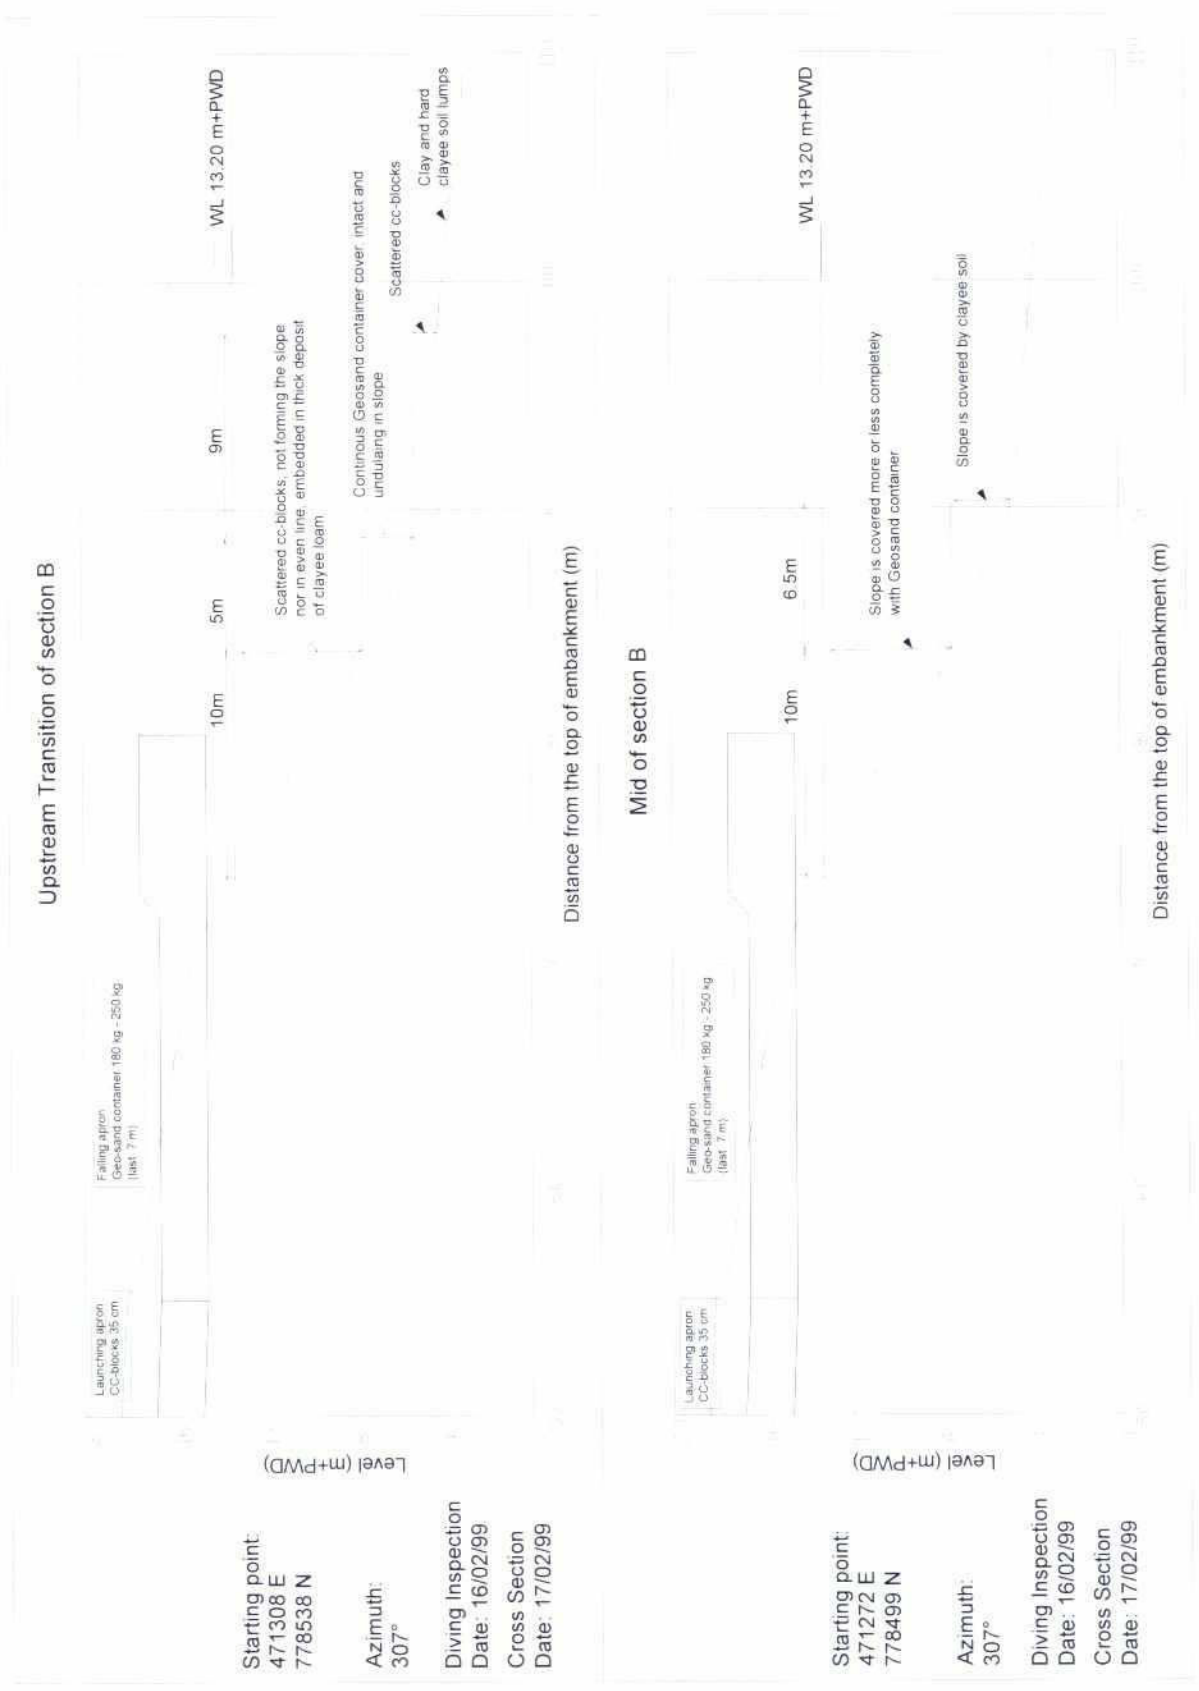 Upstream Transition of section B
Launching apron
CC-blocks 35 cm
Falling apron
Geo-sand container 180 kg - 250 kg
(last 7 m)
10m
5m
9m
WL 13.20 m+PWD
Scattered cc-blocks, not forming the slope
nor in even line, embedded in thick deposit
of clayee loam
Continous Geosand container cover, intact and
undulaing in slope
Scattered cc-blocks
Clay and hard
clayee soil lumps
Level (m+PWD)
Distance from the top of embankment (m)
Starting point:
471308 E
778538 N
Azimuth:
307°
Diving Inspection
Date: 16/02/99
Cross Section
Date: 17/02/99
Mid of section B
Launching apron
CC-blocks 35 cm
Falling apron
Geo-sand container 180 kg - 250 kg
(last 7 m)
10m
6.5m
WL 13.20 m+PWD
Slope is covered more or less completely
with Geosand container
Slope is covered by clayee soil
Level (m+PWD)
Distance from the top of embankment (m)
Starting point:
471272 E
778499 N
Azimuth:
307°
Diving Inspection
Date: 16/02/99
Cross Section
Date: 17/02/99